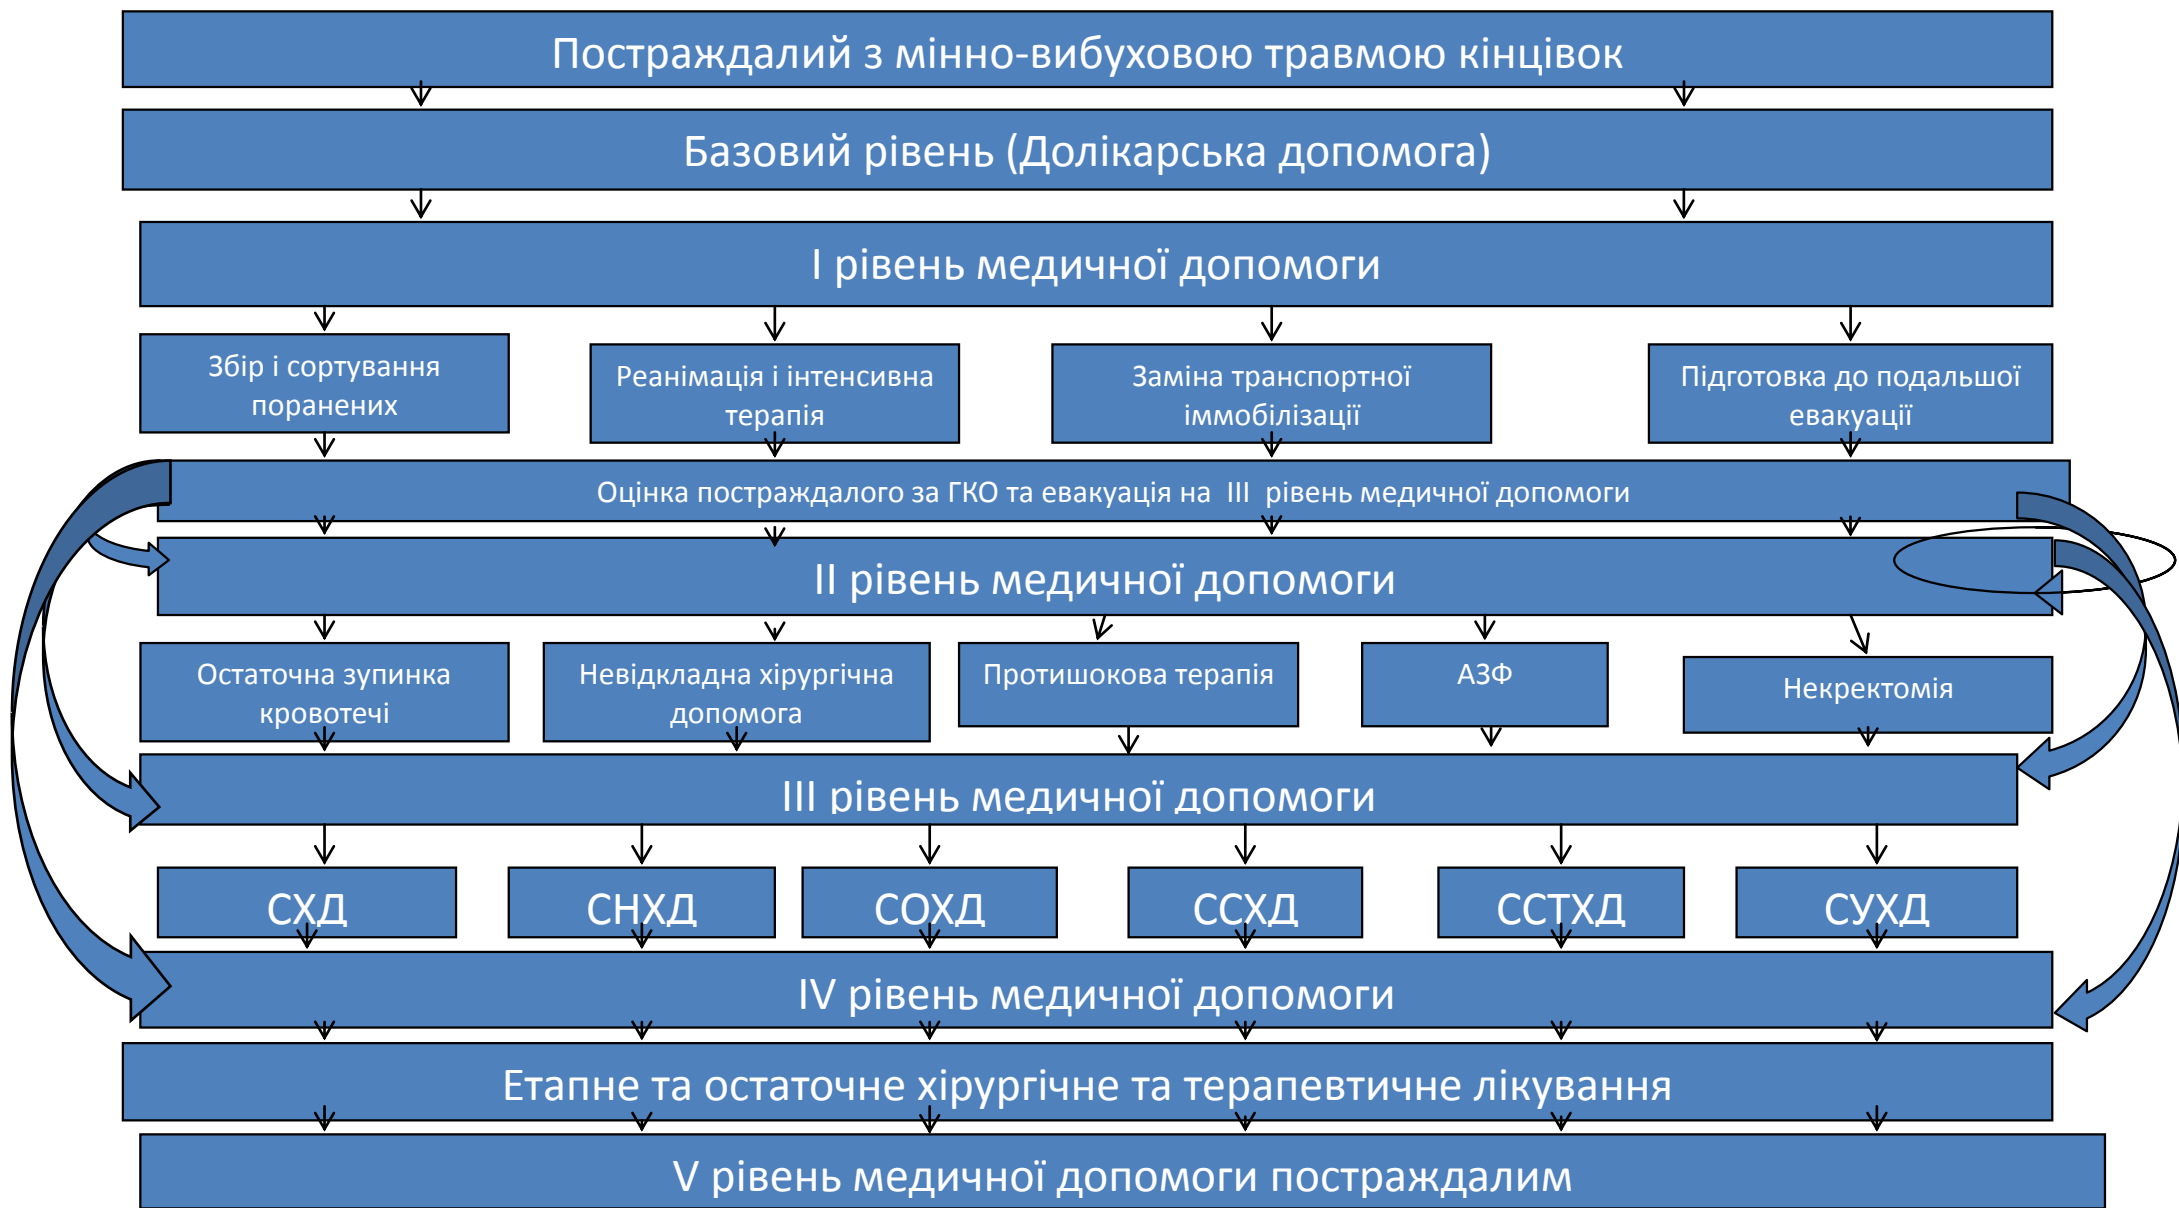 Постраждалий з мінно-вибуховою травмою кінцівок
Базовий рівень (Долікарська допомога)
І рівень медичної допомоги
Збір і сортування
поранених
Реанімація і інтенсивна
терапія
Заміна транспортної
іммобілізації
Підготовка до подальшої
евакуації
Оцінка постраждалого за ГКО та евакуація на ІІІ рівень медичної допомоги
ІІ рівень медичної допомоги
Остаточна зупинка
кровотечі
Невідкладна хірургічна
допомога
Протишокова терапія
АЗФ
Некректомія
ІІІ рівень медичної допомоги
СХД
СНХД
СОХД
ССХД
ССТХД
СУХД
IV рівень медичної допомоги
Етапне та остаточне хірургічне та терапевтичне лікування
V рівень медичної допомоги постраждалим